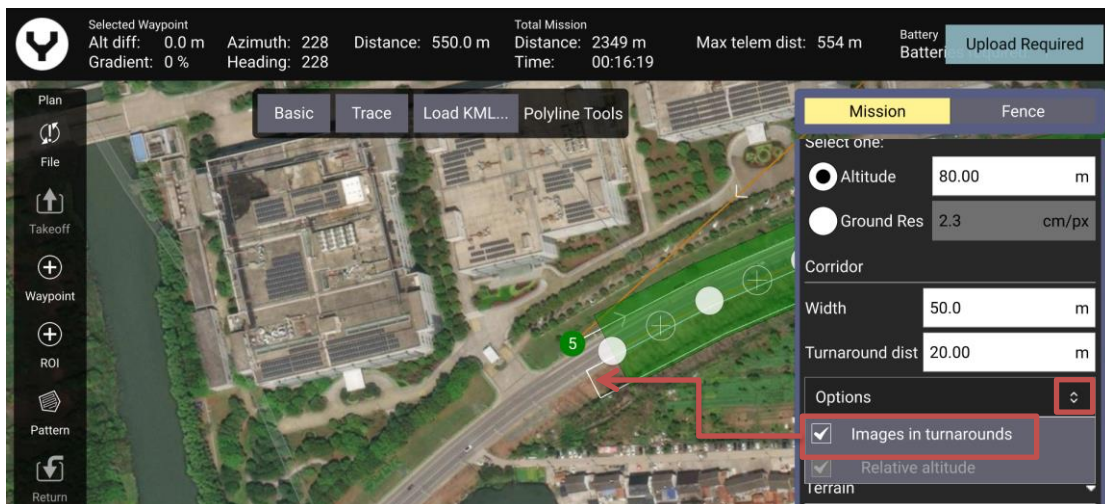 Selected Waypoint
Alt diff: 0.0 m Azimuth: 228 Distance: 550.0 m
Gradient: 0 % Heading: 228
Total Mission
Distance: 2349 m Max telem dist: 554 m
Time: 00:16:19
Battery
Batteries required
Upload Required
Plan
File
Takeoff
Waypoint
ROI
Pattern
Return
Basic Trace Load KML... Polyline Tools
5
Mission Fence
Select one:
Altitude 80.00 m
Ground Res 2.3 cm/px
Corridor
Width 50.0 m
Turnaround dist 20.00 m
Options
Images in turnarounds
Relative altitude
Terrain